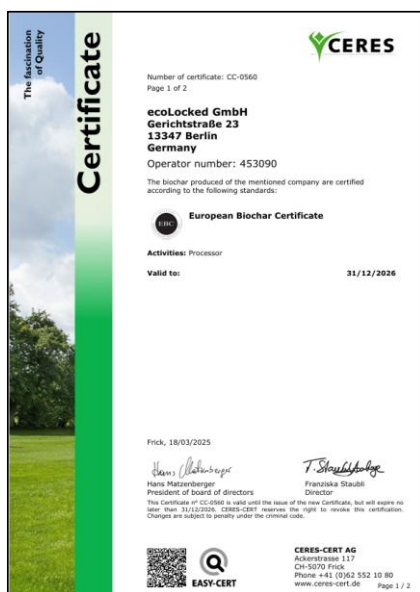 The fascination
of Quality
Certificate
CERES
Number of certificate: CC-0560
Page 1 of 2
ecoLocked GmbH
Gerichtstraße 23
13347 Berlin
Germany
Operator number: 453090
The biochar produced of the mentioned company are certified
according to the following standards:
EBC
European Biochar Certificate
Activities: Processor
Valid to: 31/12/2026
Frick, 18/03/2025
Hans Matzenberger
Hans Matzenberger
President of board of directors
Franziska Staubli
Director
This Certificate n° CC-0560 is valid until the issue of the new Certificate, but will expire no
later than 31/12/2026. CERES-CERT reserves the right to revoke this certification.
Changes are subject to penalty under the criminal code.
EASY-CERT
CERES-CERT AG
Ackerstrasse 117
CH-5070 Frick
Phone +41 (0)62 552 10 80
www.ceres-cert.de
Page 1 / 2